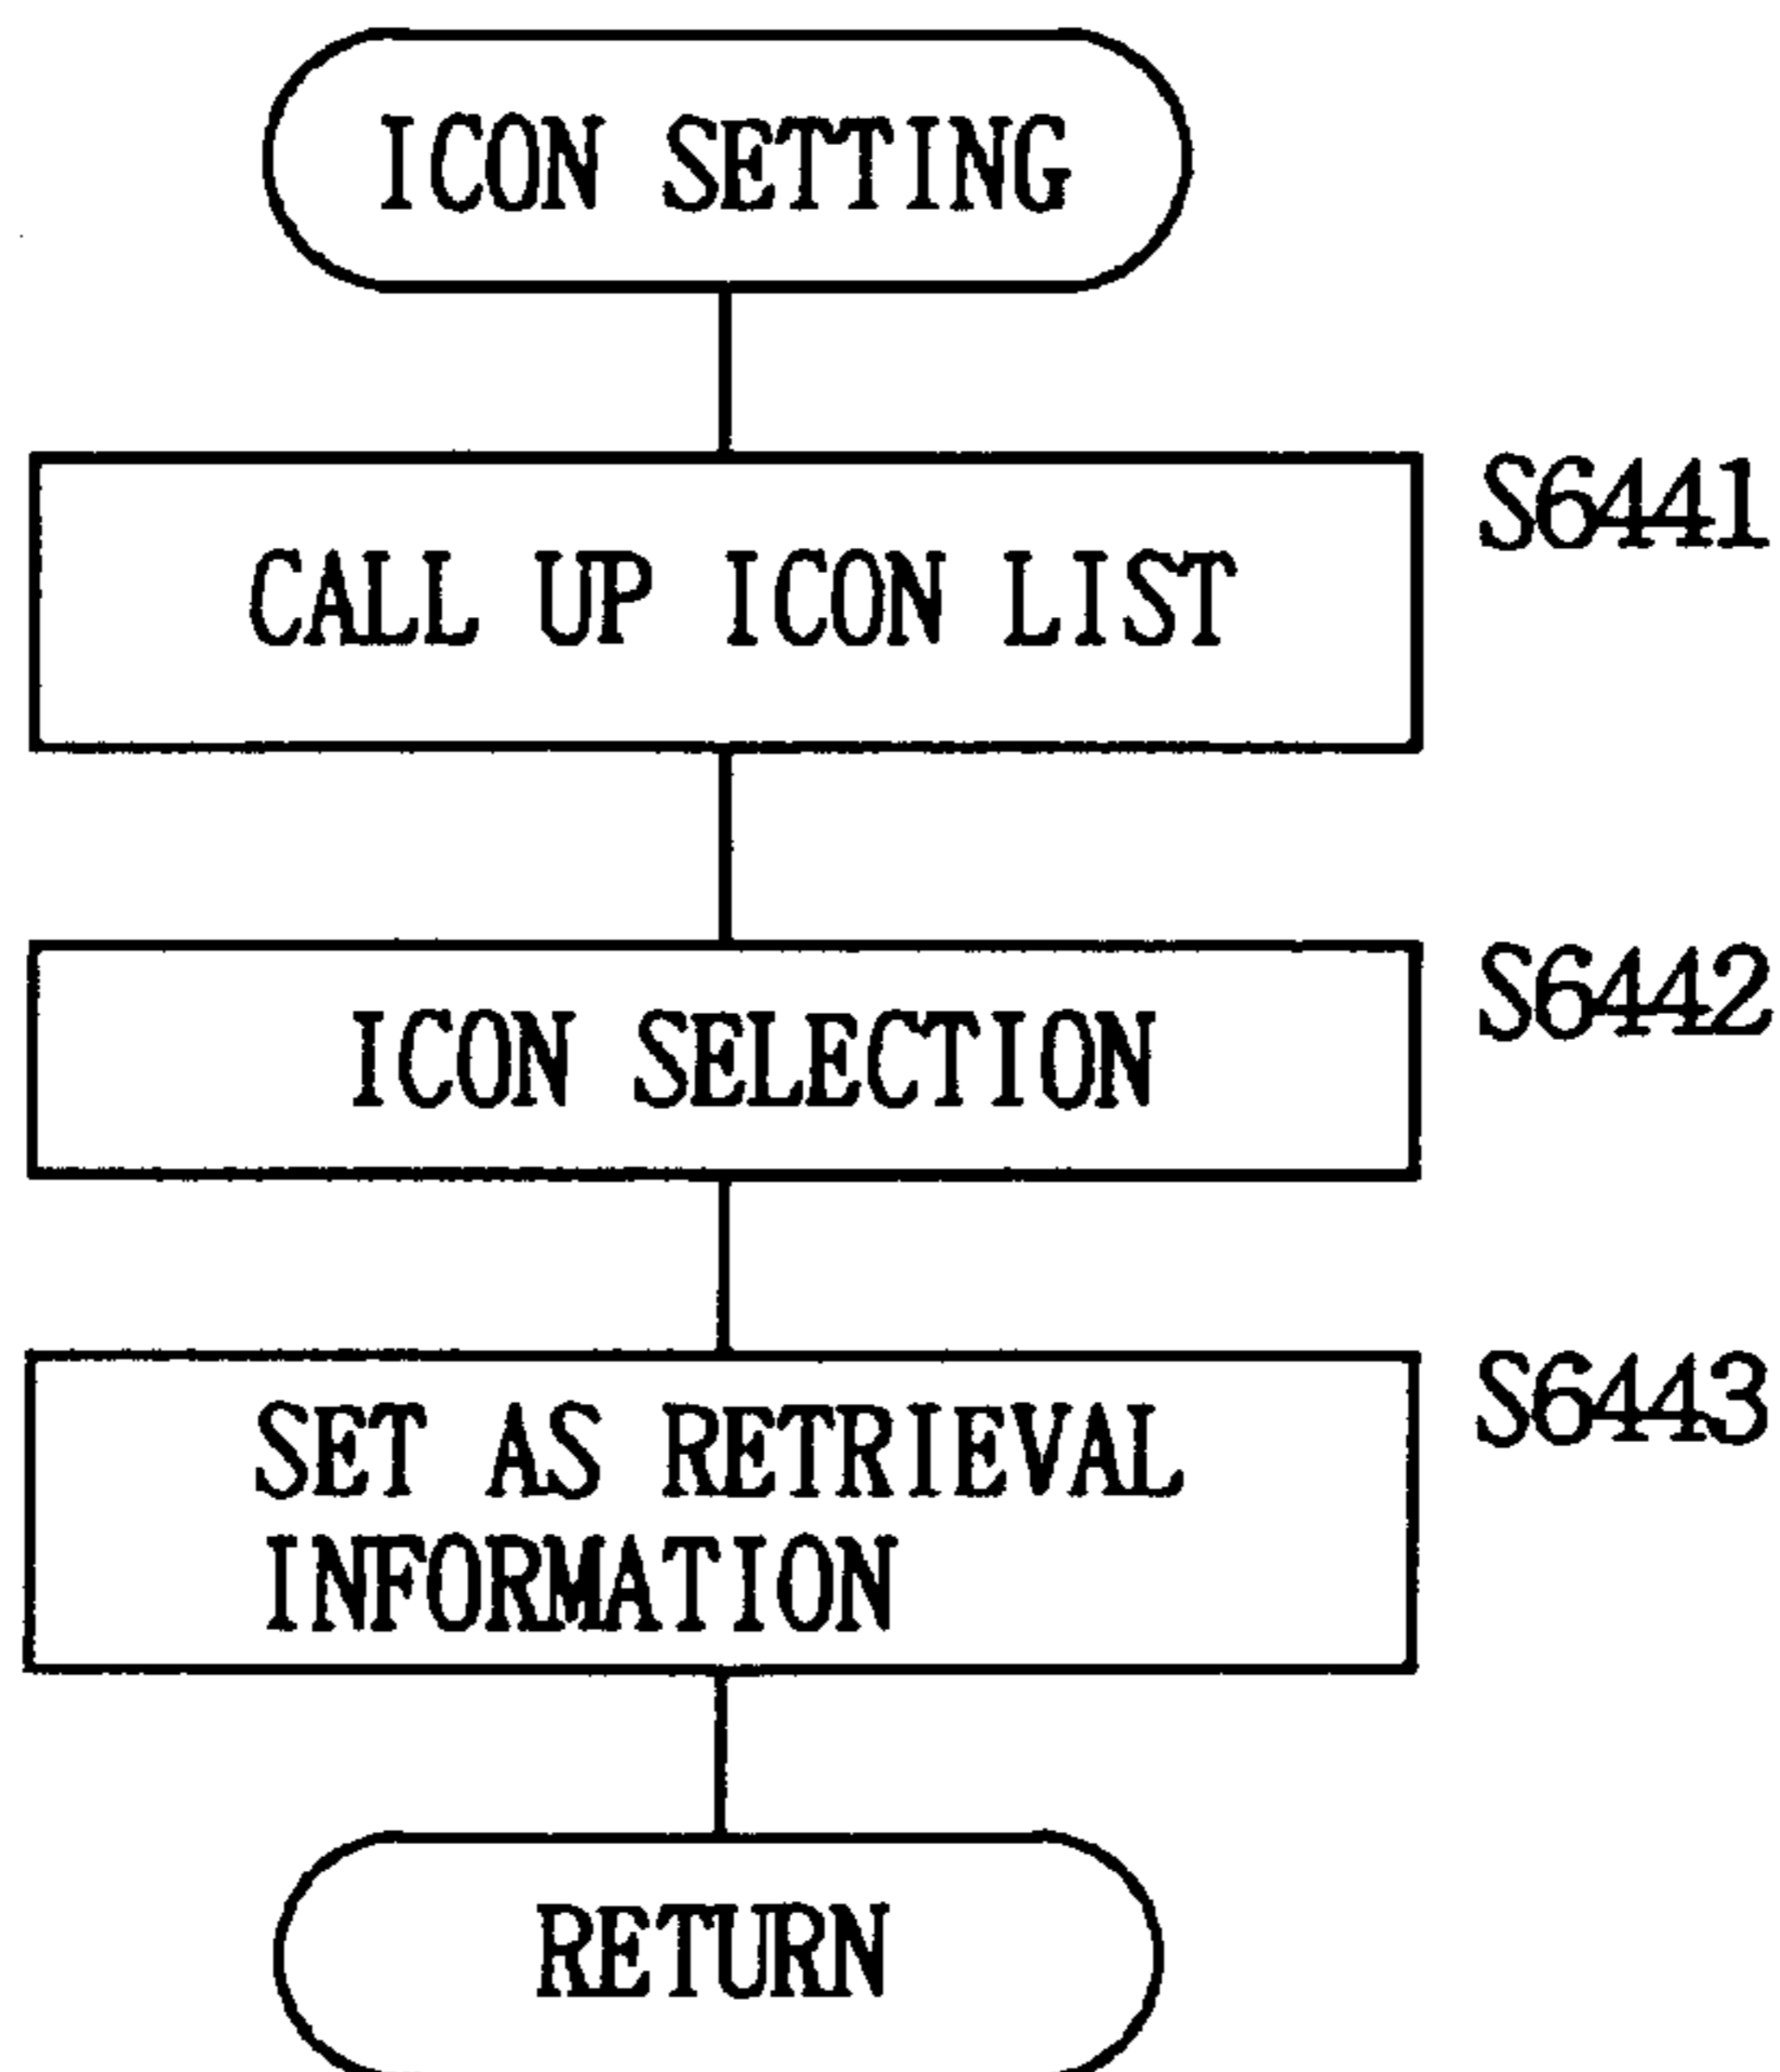 ICON SETTING
S6441
CALL UP ICON LIST
S6442
ICON SELECTION
S6443
SET AS RETRIEVAL
INFORMATION
RETURN